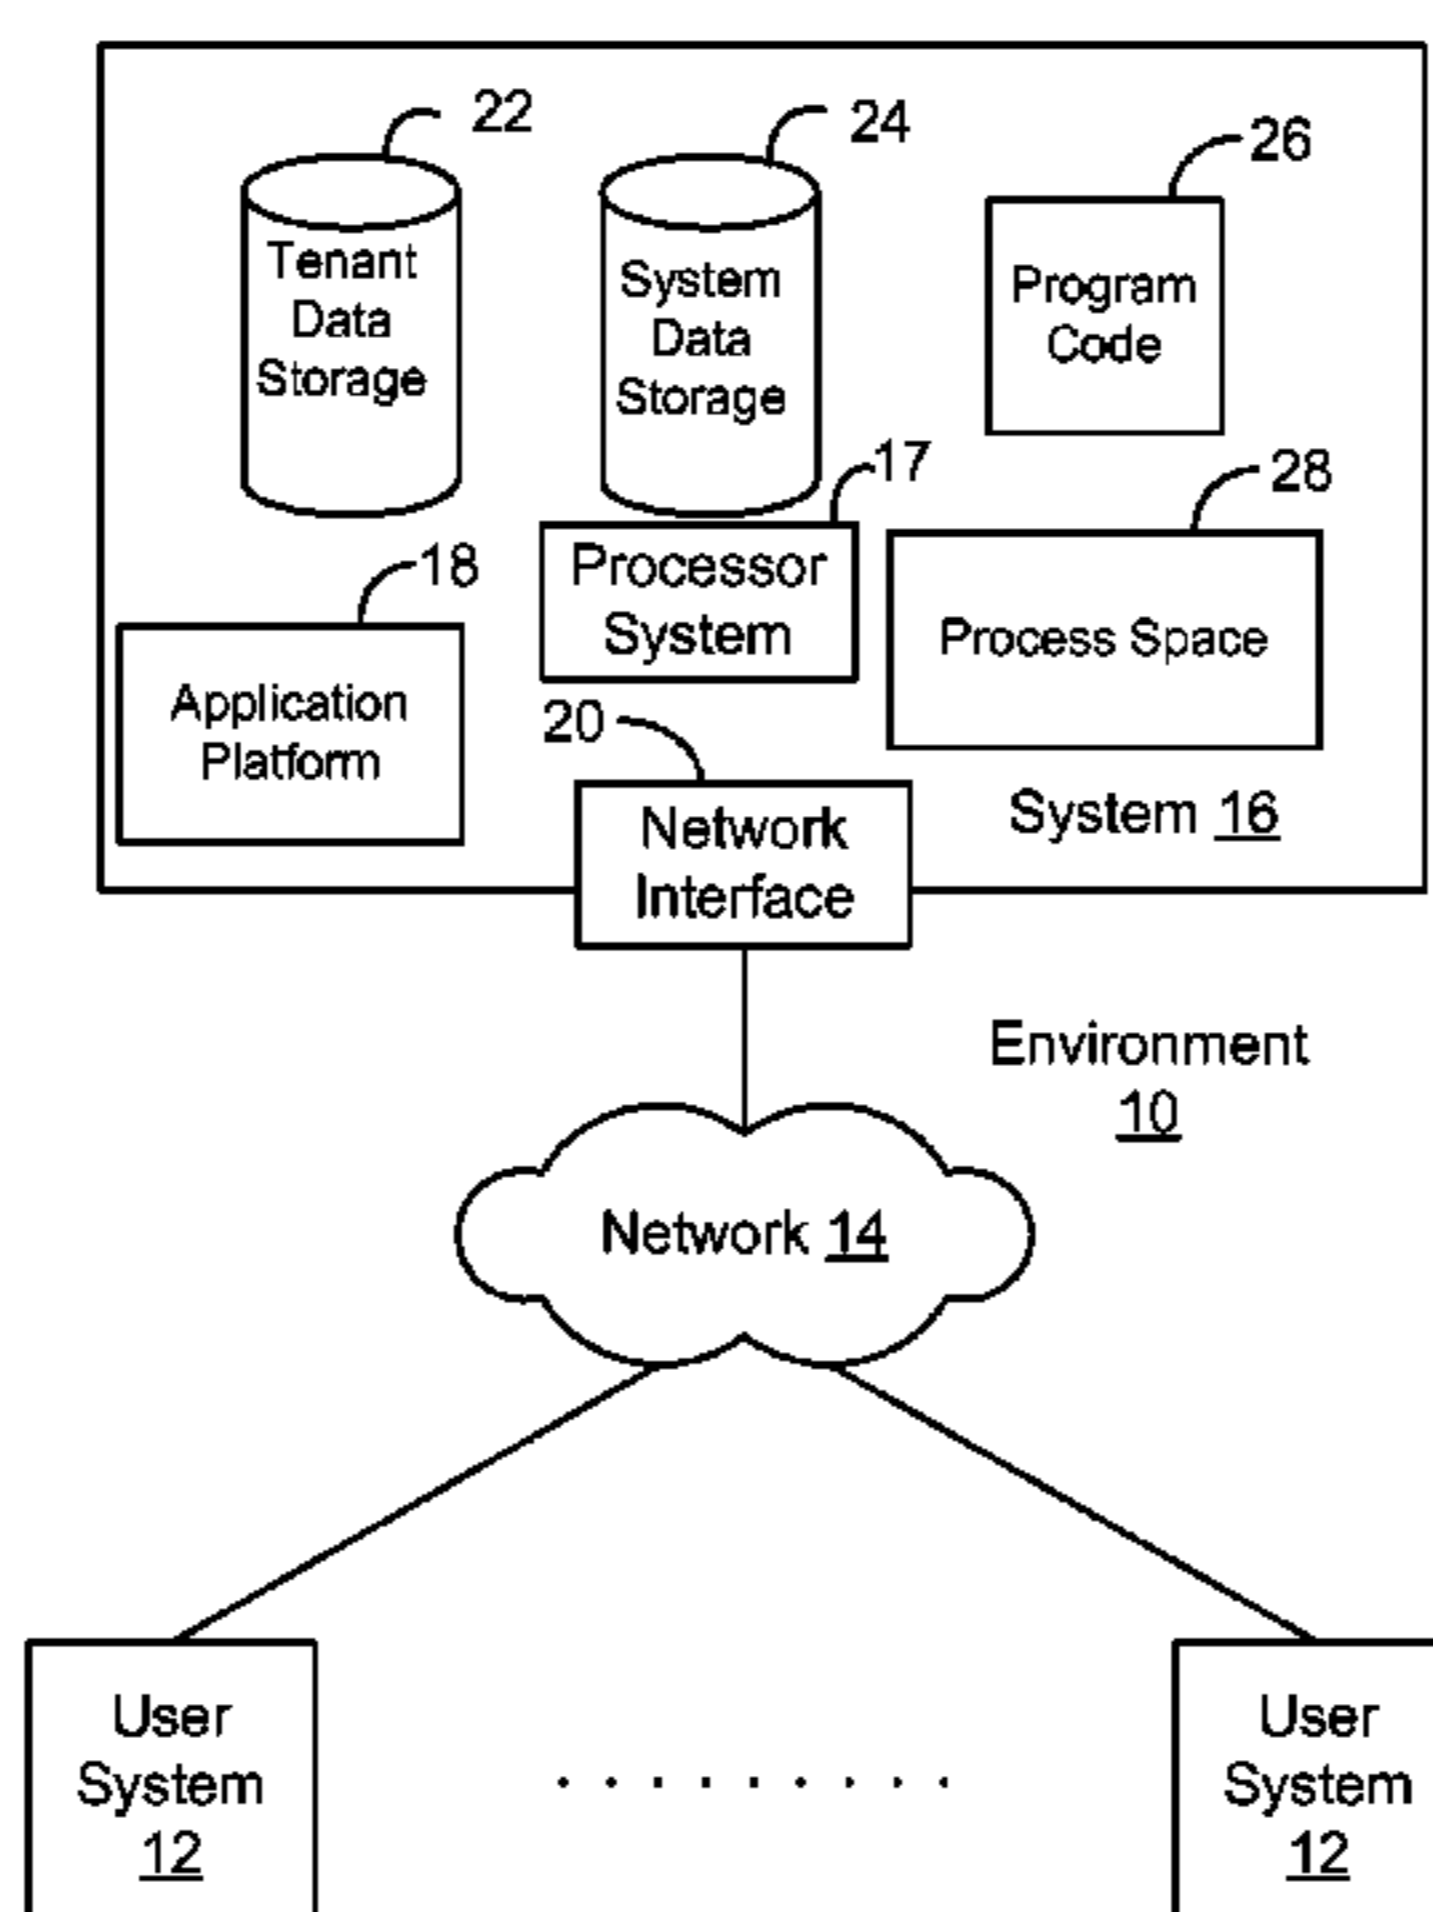 22
24
26
Tenant
Data
Storage
System
Data
Storage
Program
Code
17
28
18
Processor
System
Process Space
Application
Platform
20
Network
Interface
System 16
Environment
10
Network 14
User
System
12
. . . . . . . . .
User
System
12